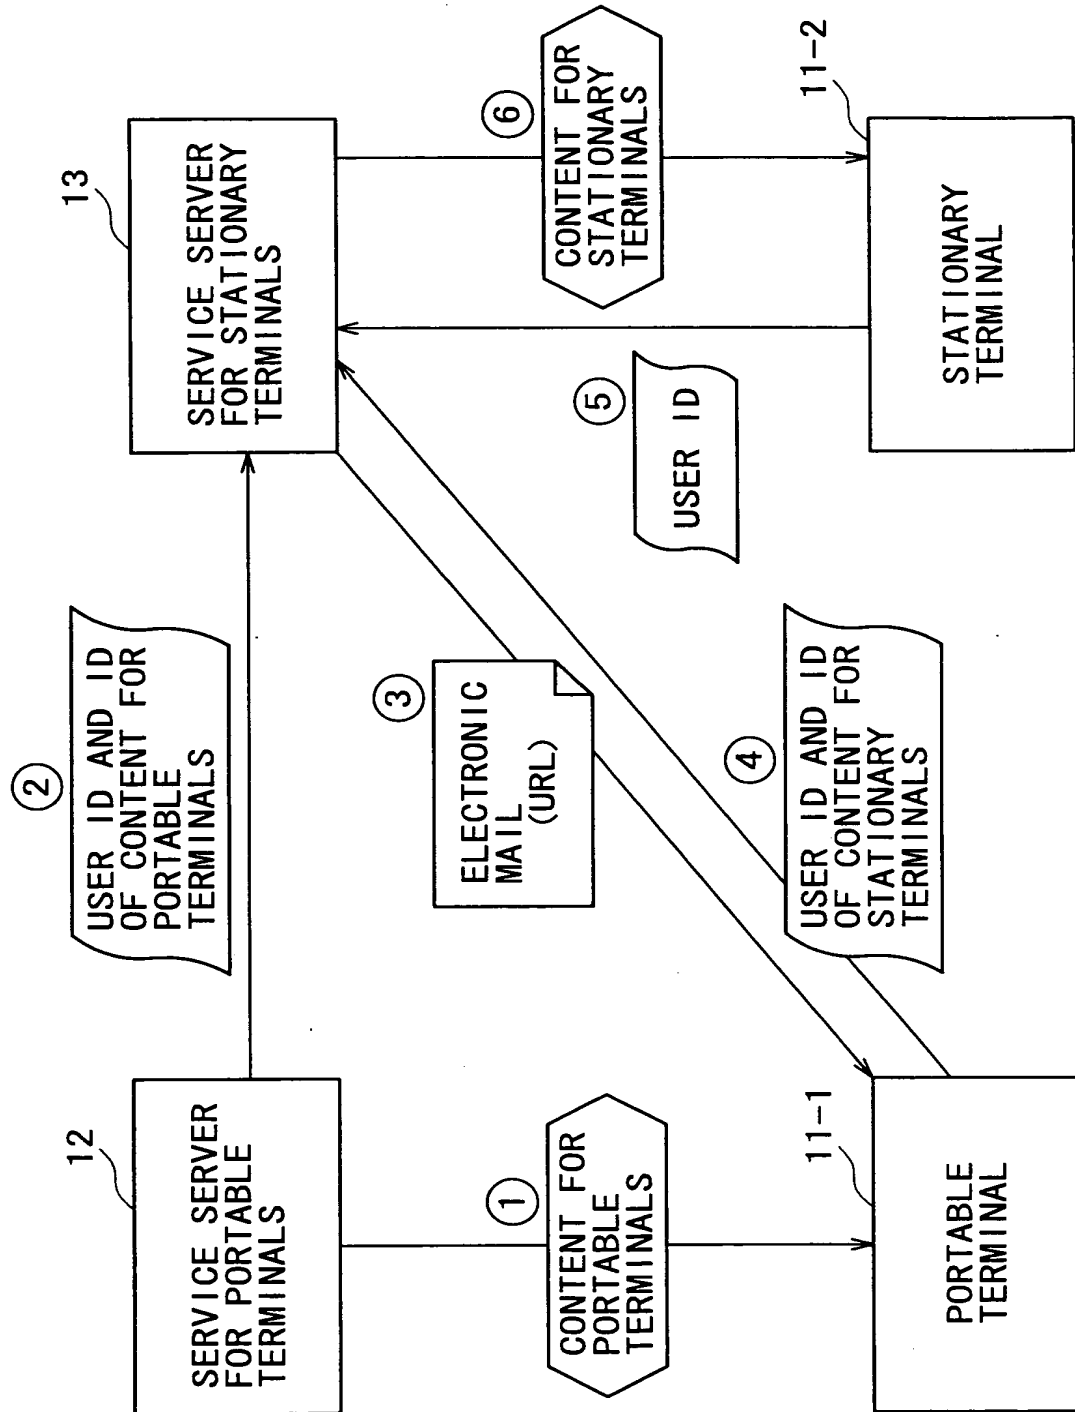 12
SERVICE SERVER
FOR PORTABLE
TERMINALS
2
USER ID AND ID
OF CONTENT FOR
PORTABLE
TERMINALS
13
SERVICE SERVER
FOR STATIONARY
TERMINALS
1
CONTENT FOR
PORTABLE
TERMINALS
3
ELECTRONIC
MAIL
(URL)
4
USER ID AND ID
OF CONTENT FOR
STATIONARY
TERMINALS
5
USER ID
6
CONTENT FOR
STATIONARY
TERMINALS
11-1
PORTABLE
TERMINAL
11-2
STATIONARY
TERMINAL